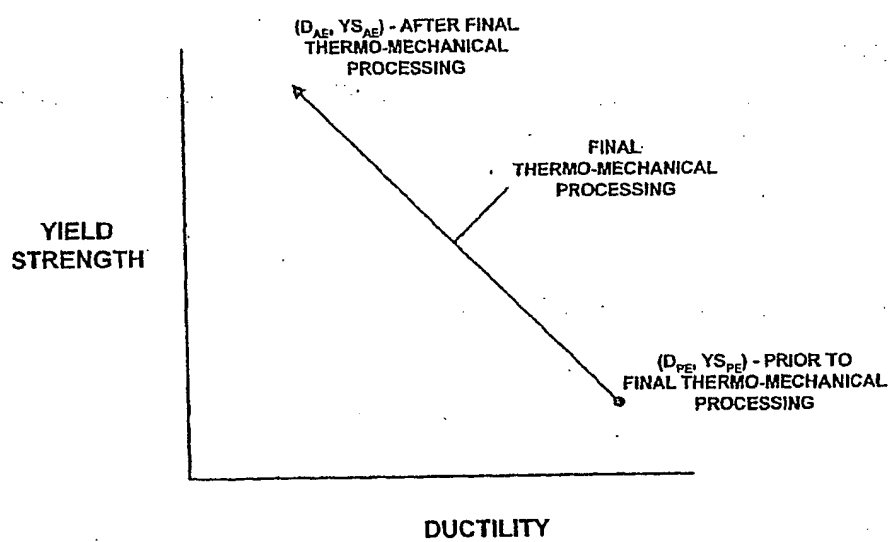 (D_AE, YS_AE) - AFTER FINAL
THERMO-MECHANICAL
PROCESSING
FINAL
THERMO-MECHANICAL
PROCESSING
YIELD
STRENGTH
(D_PE, YS_PE) - PRIOR TO
FINAL THERMO-MECHANICAL
PROCESSING
DUCTILITY